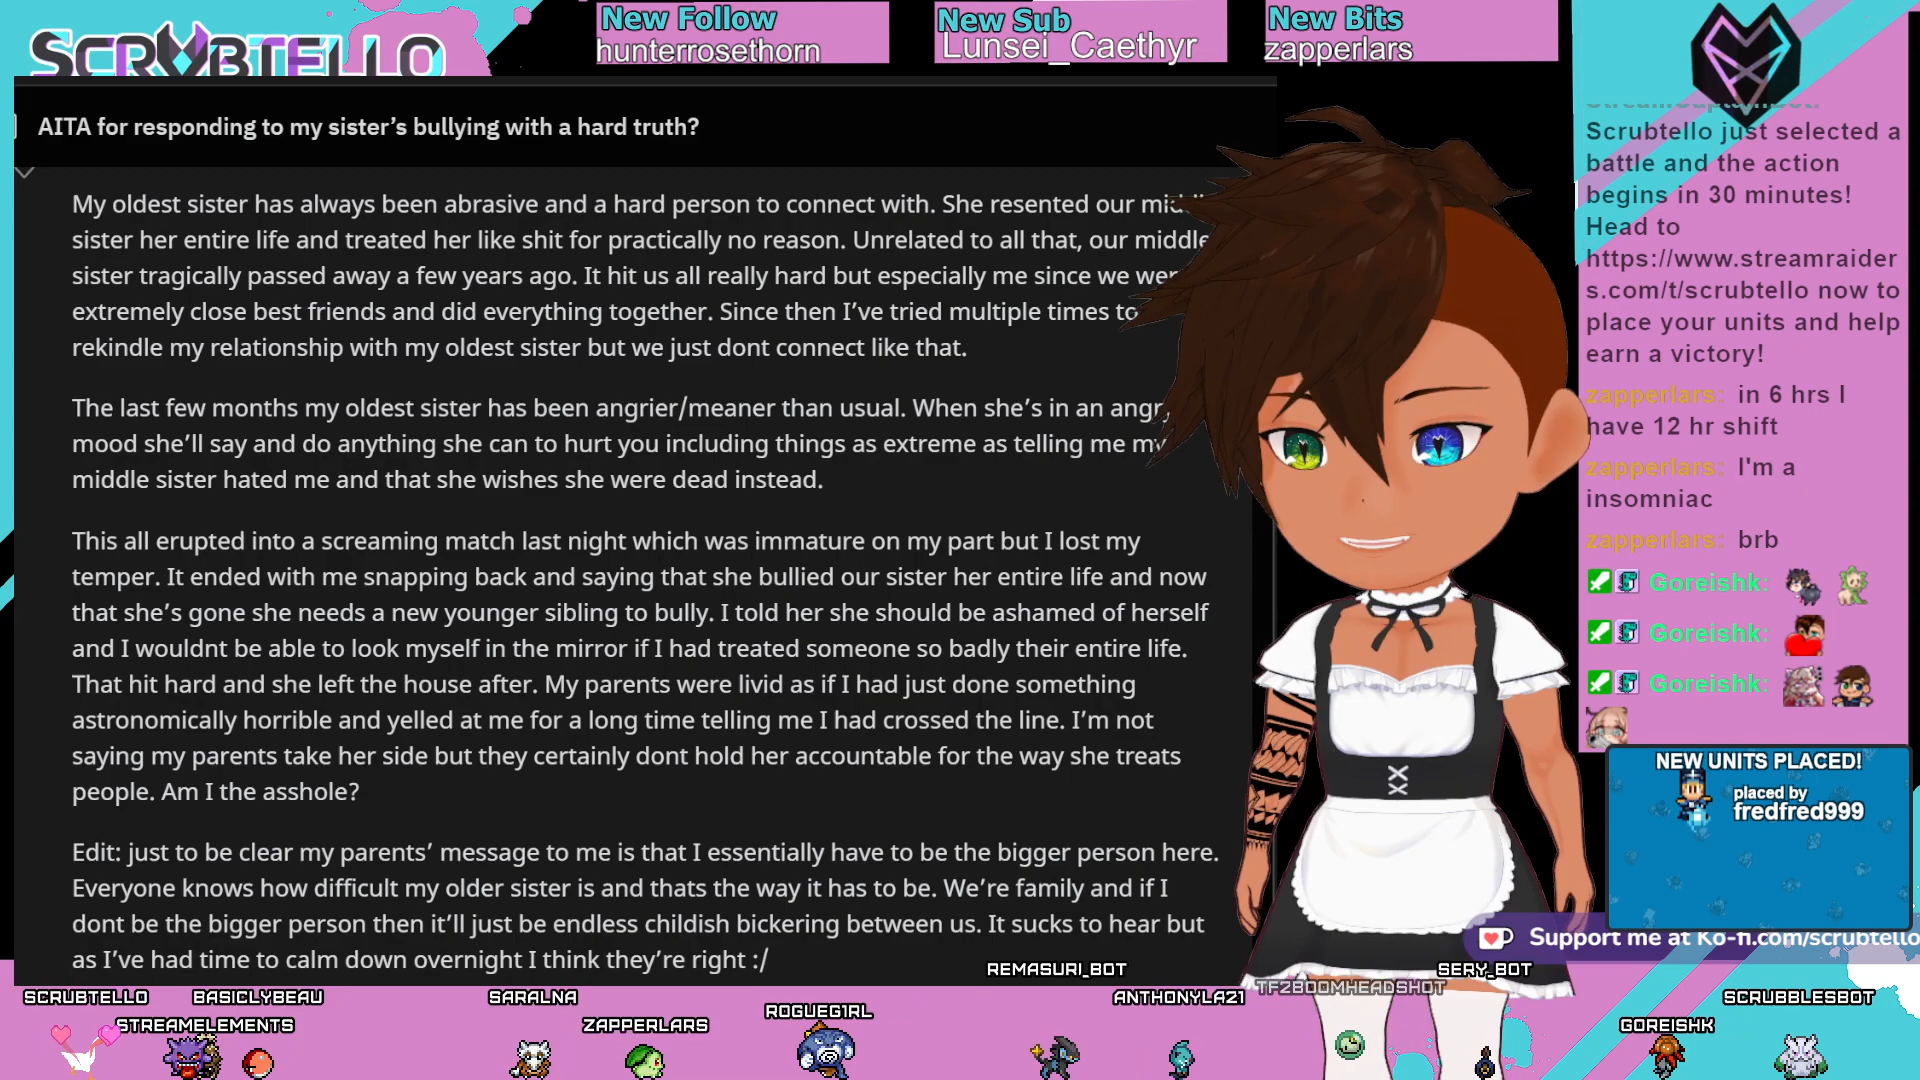 SCRUBTELLO
New Follow
hunterrosethorn
New Sub
Lunsei_Caethyr
New Bits
zapperlars
AITA for responding to my sister’s bullying with a hard truth?
My oldest sister has always been abrasive and a hard person to connect with. She resented our
sister her entire life and treated her like shit for practically no reason. Unrelated to all that, our middle
sister tragically passed away a few years ago. It hit us all really hard but especially me since we
extremely close best friends and did everything together. Since then I’ve tried multiple times to
rekindle my relationship with my oldest sister but we just dont connect like that.
The last few months my oldest sister has been angrier/meaner than usual. When she’s in an angry
mood she’ll say and do anything she can to hurt you including things as extreme as telling me my
middle sister hated me and that she wishes she were dead instead.
This all erupted into a screaming match last night which was immature on my part but I lost my
temper. It ended with me snapping back and saying that she bullied our sister her entire life and now
that she’s gone she needs a new younger sibling to bully. I told her she should be ashamed of herself
and I wouldnt be able to look myself in the mirror if I had treated someone so badly their entire life.
That hit hard and she left the house after. My parents were livid as if I had just done something
astronomically horrible and yelled at me for a long time telling me I had crossed the line. I’m not
saying my parents take her side but they certainly dont hold her accountable for the way she treats
people. Am I the asshole?
Edit: just to be clear my parents’ message to me is that I essentially have to be the bigger person here.
Everyone knows how difficult my older sister is and thats the way it has to be. We’re family and if I
dont be the bigger person then it’ll just be endless childish bickering between us. It sucks to hear but
as I’ve had time to calm down overnight I think they’re right :/
Scrubtello just selected a
battle and the action
begins in 30 minutes!
Head to
https://www.streamraider
s.com/t/scrubtello now to
place your units and help
earn a victory!
zapperlars: in 6 hrs I
have 12 hr shift
zapperlars: I'm a
insomniac
zapperlars: brb
Goreishk:
Goreishk:
Goreishk:
NEW UNITS PLACED!
placed by
fredfred999
Support me at Ko-fi.com/scrubtello
REMASURI_BOT
SERY_BOT
TFZBOOMHEADSHOT
SCRUBTELLO
BASICLYBEAU
SARALNA
ANTHONYLA21
SCRUBBLESBOT
STREAMELEMENTS
ZAPPERLARS
ROGUEG1RL
GOREISHK